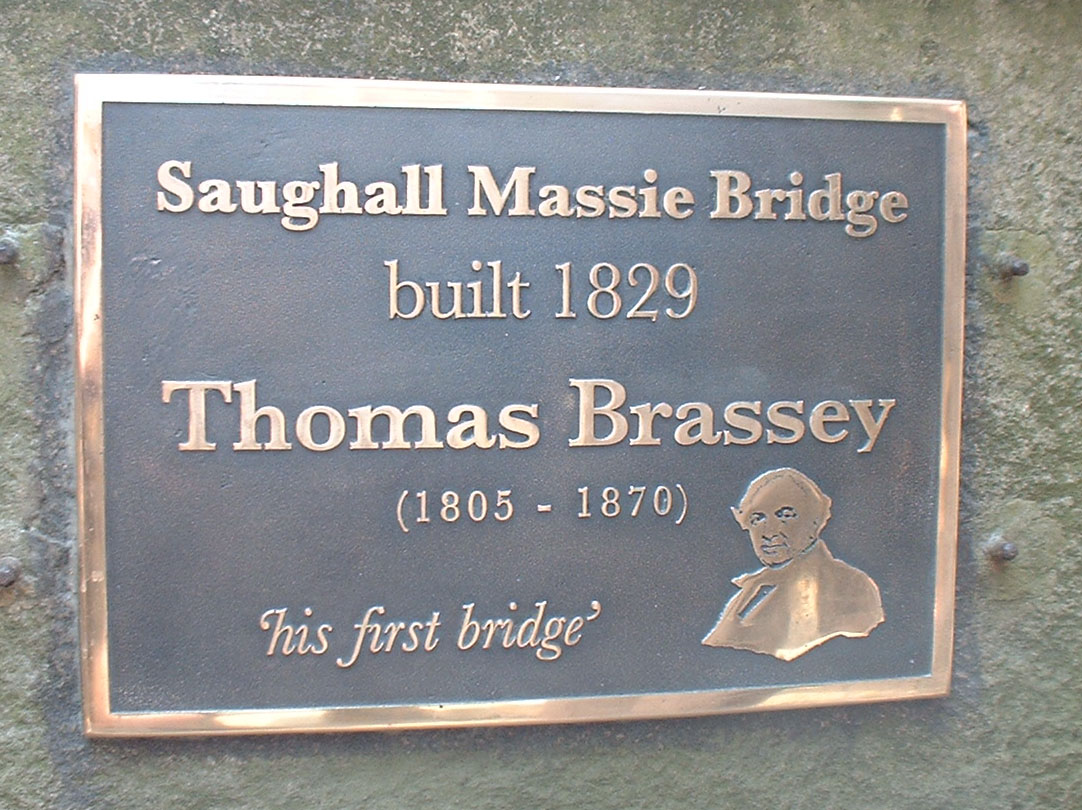 Saughall Massie Bridge
built 1829
Thomas Brassey
(1805 - 1870)
‘his first bridge’